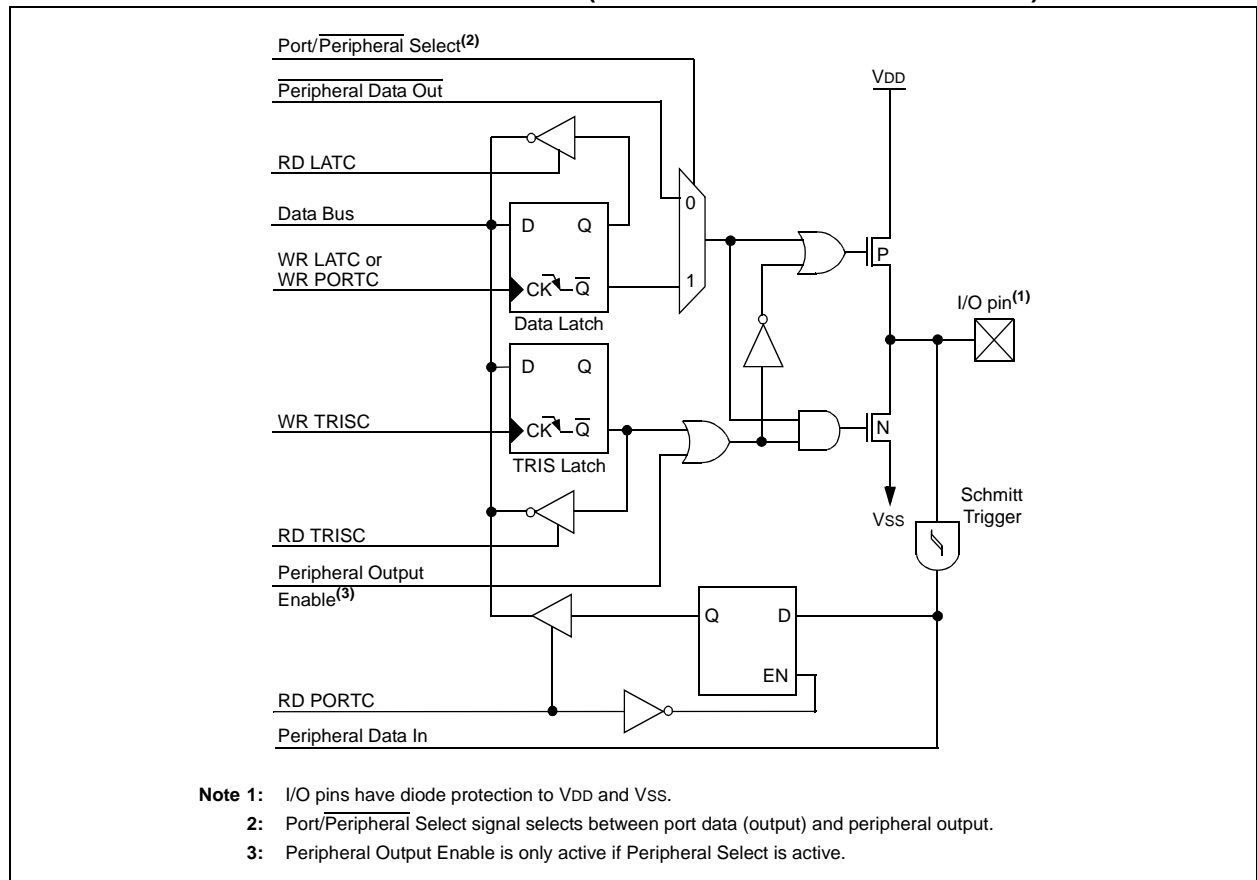 Port/Peripheral Select(2)
Peripheral Data Out
VDD
RD LATC
0
Data Bus
D Q
WR LATC or
WR PORTC
1
P
CK Q
I/O pin(1)
Data Latch
D Q
WR TRISC
CK Q
N
TRIS Latch
Schmitt
Trigger
VSS
RD TRISC
Peripheral Output
Enable(3)
Q D
EN
RD PORTC
Peripheral Data In
Note 1: I/O pins have diode protection to VDD and VSS.
2: Port/Peripheral Select signal selects between port data (output) and peripheral output.
3: Peripheral Output Enable is only active if Peripheral Select is active.